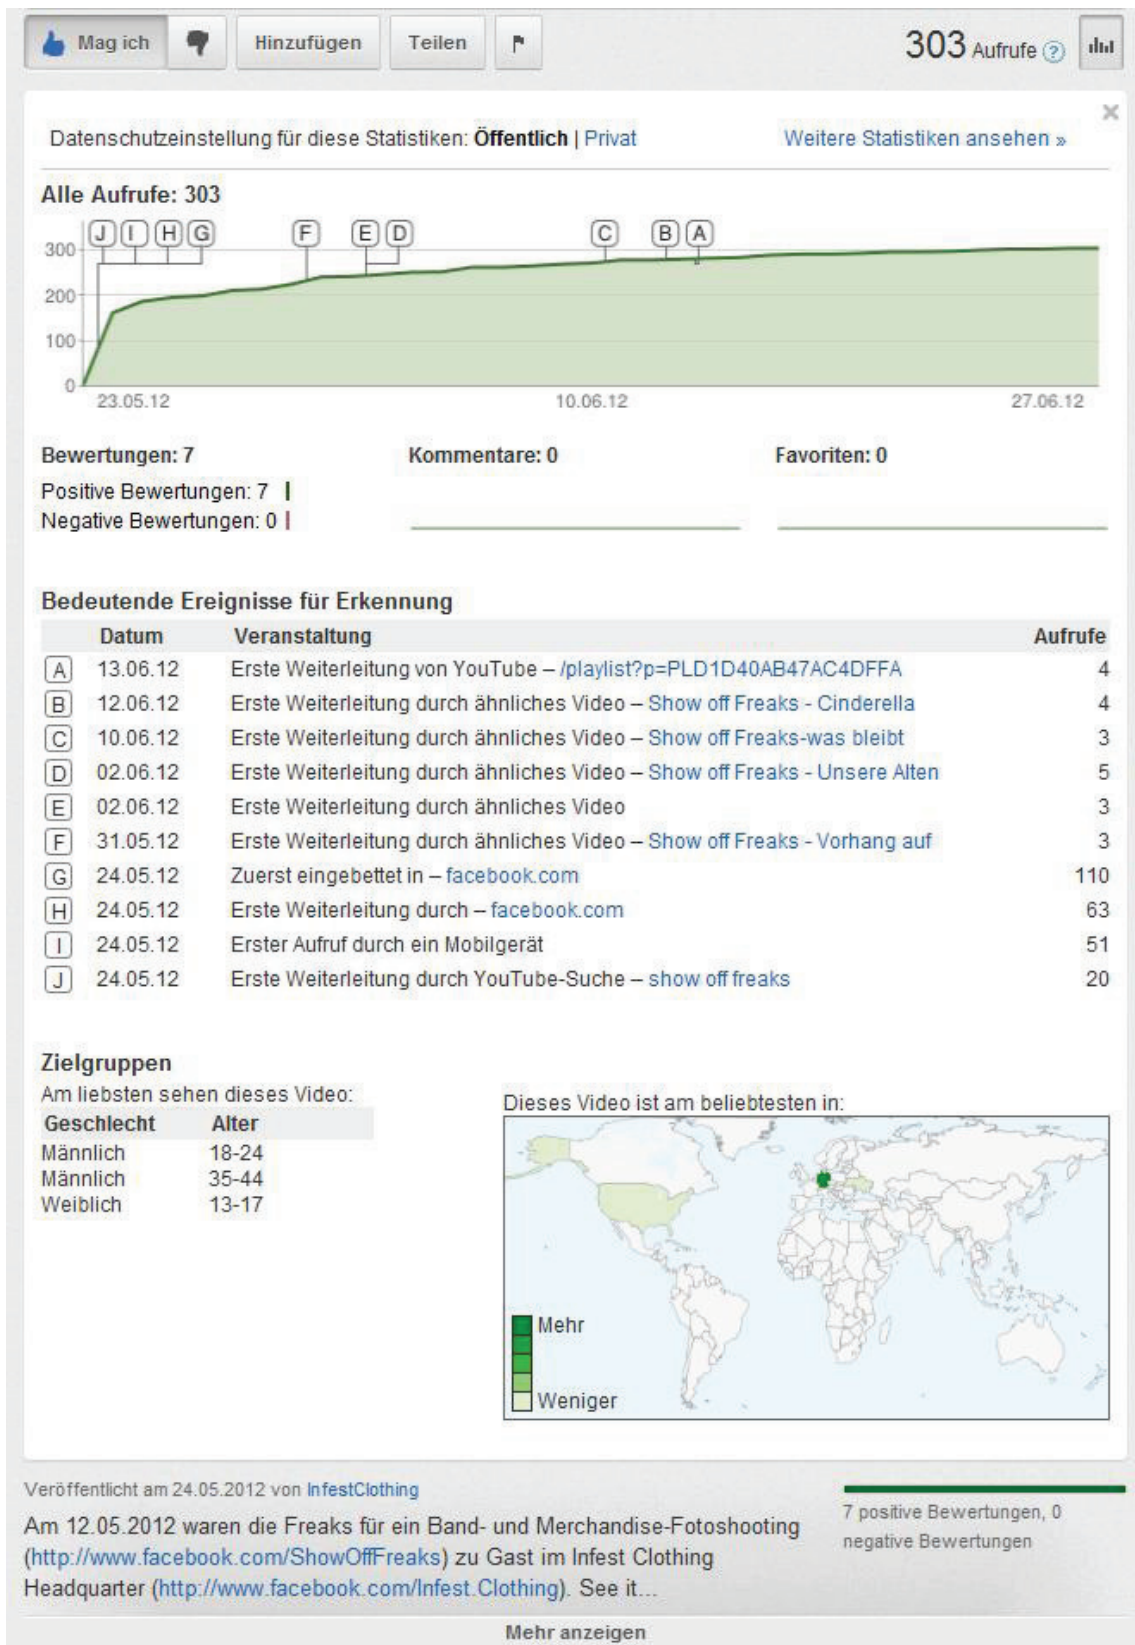 Mag ich Hinzufügen Teilen 303 Aufrufe ?
Datenschutzeinstellung für diese Statistiken: Öffentlich | Privat Weitere Statistiken ansehen »
Alle Aufrufe: 303
J I H G F E D C B A
300
200
100
0
23.05.12 10.06.12 27.06.12
Bewertungen: 7 Kommentare: 0 Favoriten: 0
Positive Bewertungen: 7
Negative Bewertungen: 0
Bedeutende Ereignisse für Erkennung
Datum Veranstaltung Aufrufe
A 13.06.12 Erste Weiterleitung von YouTube – /playlist?p=PLD1D40AB47AC4DFFA 4
B 12.06.12 Erste Weiterleitung durch ähnliches Video – Show off Freaks - Cinderella 4
C 10.06.12 Erste Weiterleitung durch ähnliches Video – Show off Freaks-was bleibt 3
D 02.06.12 Erste Weiterleitung durch ähnliches Video – Show off Freaks - Unsere Alten 5
E 02.06.12 Erste Weiterleitung durch ähnliches Video 3
F 31.05.12 Erste Weiterleitung durch ähnliches Video – Show off Freaks - Vorhang auf 3
G 24.05.12 Zuerst eingebettet in – facebook.com 110
H 24.05.12 Erste Weiterleitung durch – facebook.com 63
I 24.05.12 Erster Aufruf durch ein Mobilgerät 51
J 24.05.12 Erste Weiterleitung durch YouTube-Suche – show off freaks 20
Zielgruppen
Am liebsten sehen dieses Video:
Geschlecht Alter
Männlich 18-24
Männlich 35-44
Weiblich 13-17
Dieses Video ist am beliebtesten in:
Mehr
Weniger
Veröffentlicht am 24.05.2012 von InfestClothing
Am 12.05.2012 waren die Freaks für ein Band- und Merchandise-Fotoshooting
(http://www.facebook.com/ShowOffFreaks) zu Gast im Infest Clothing
Headquarter (http://www.facebook.com/Infest.Clothing). See it...
7 positive Bewertungen, 0
negative Bewertungen
Mehr anzeigen